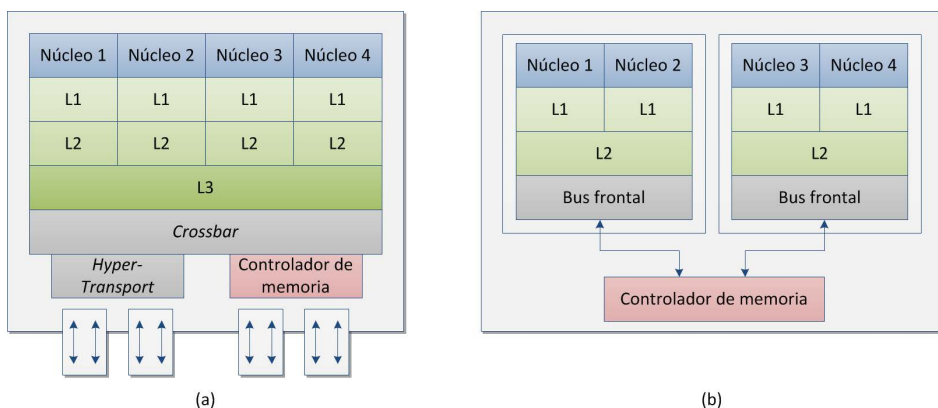 Núcleo 1 Núcleo 2 Núcleo 3 Núcleo 4
L1 L1 L1 L1
L2 L2 L2 L2
L3
Crossbar
Hyper-
Transport
Controlador de
memoria
(a)
Núcleo 1 Núcleo 2 Núcleo 3 Núcleo 4
L1 L1 L1 L1
L2 L2
Bus frontal Bus frontal
Controlador de memoria
(b)